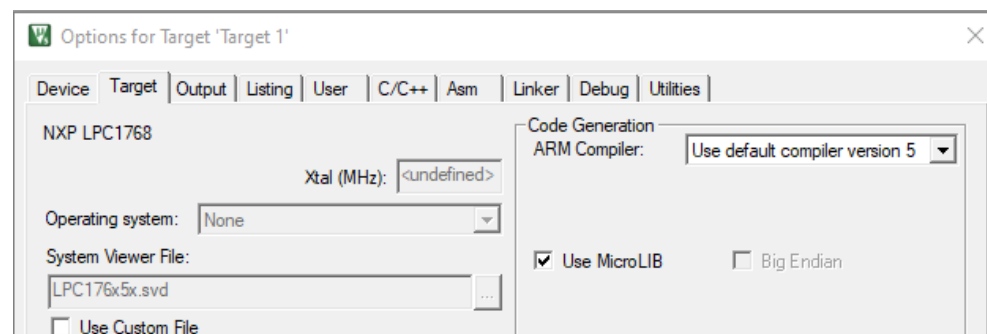 Options for Target 'Target 1'
Device Target Output Listing User C/C++ Asm Linker Debug Utilities
NXP LPC1768
Xtal (MHz): <undefined>
Operating system: None
System Viewer File:
LPC176x5x.svd
...
Use Custom File
Code Generation
ARM Compiler: Use default compiler version 5
Use MicroLIB Big Endian